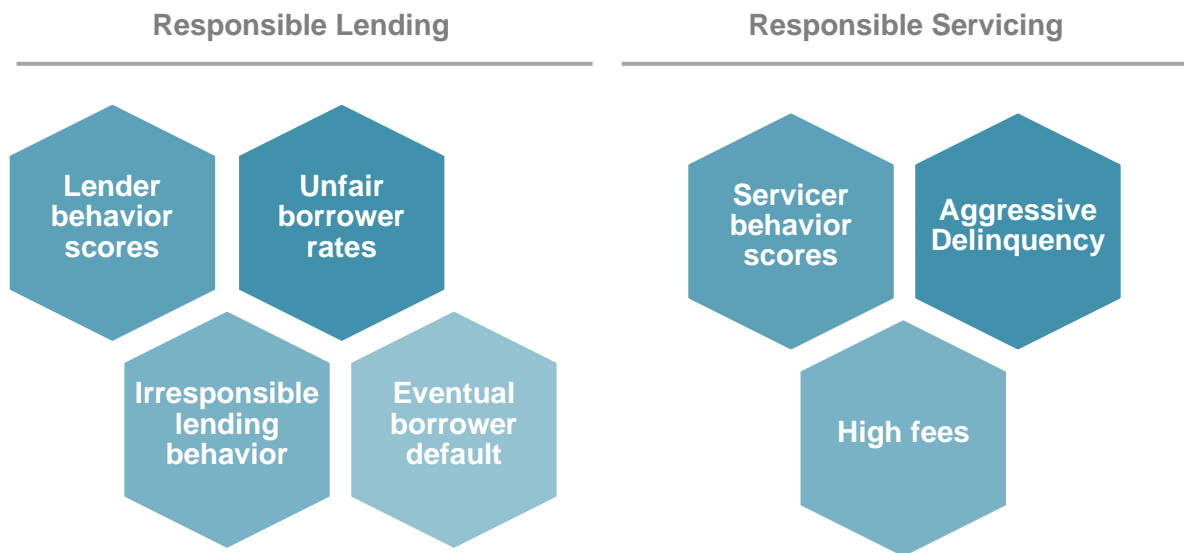 Responsible Lending
Responsible Servicing
Lender
behavior
scores
Unfair
borrower
rates
Irresponsible
lending
behavior
Eventual
borrower
default
Servicer
behavior
scores
Aggressive
Delinquency
High fees